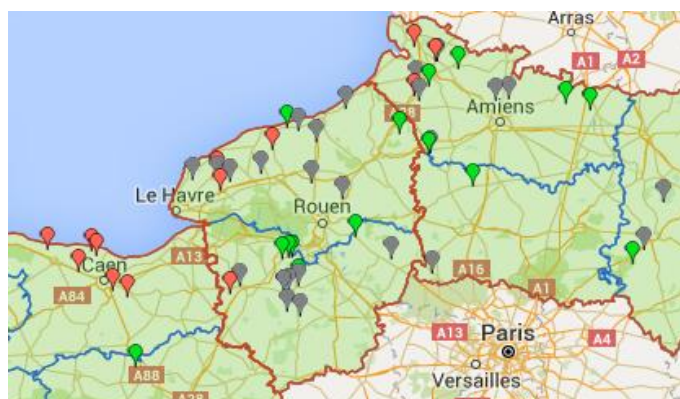 Arras
A1
A2
A28
Amiens
Le Havre
Rouen
A13
Caen
A84
A16
A1
A13
Paris
A4
Versailles
A88
A28